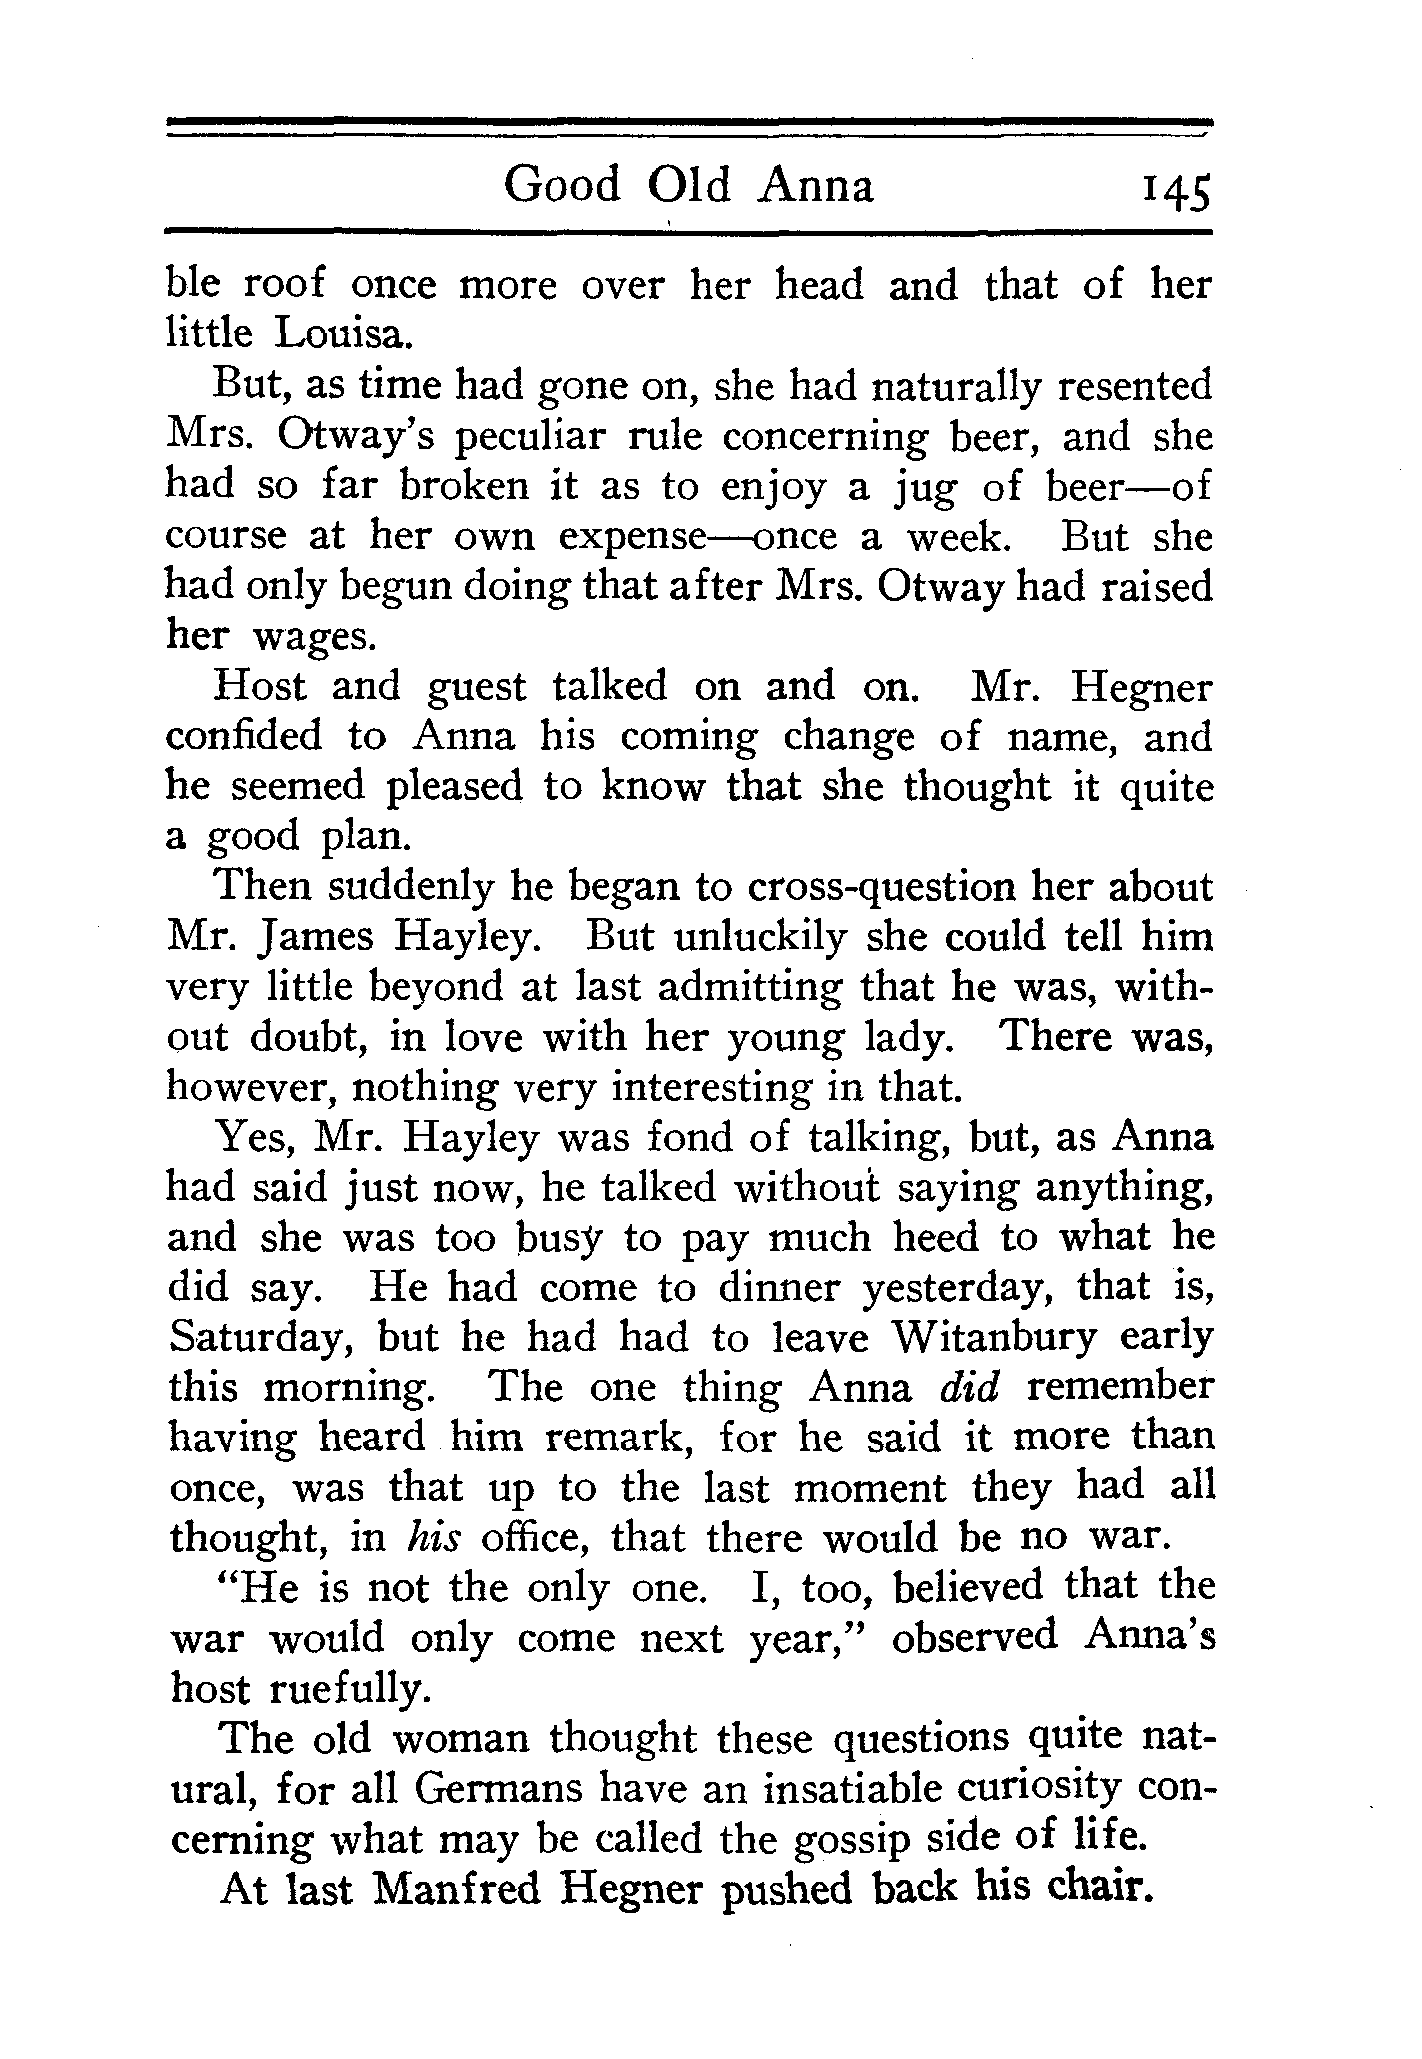 Good Old Anna 145
ble roof once more over her head and that of her
little Louisa.
But, as time had gone on, she had naturally resented
Mrs. Otway's peculiar rule concerning beer, and she
had so far broken it as to enjoy a jug of beer—of
course at her own expense—once a week. But she
had only begun doing that after Mrs. Otway had raised
her wages.
Host and guest talked on and on. Mr. Hegner
confided to Anna his coming change of name, and
he seemed pleased to know that she thought it quite
a good plan.
Then suddenly he began to cross-question her about
Mr. James Hayley. But unluckily she could tell him
very little beyond at last admitting that he was, with-
out doubt, in love with her young lady. There was,
however, nothing very interesting in that.
Yes, Mr. Hayley was fond of talking, but, as Anna
had said just now, he talked without saying anything,
and she was too busy to pay much heed to what he
did say. He had come to dinner yesterday, that is,
Saturday, but he had had to leave Witanbury early
this morning. The one thing Anna did remember
having heard him remark, for he said it more than
once, was that up to the last moment they had all
thought, in his office, that there would be no war.
“He is not the only one. I, too, believed that the
war would only come next year,” observed Anna's
host ruefully.
The old woman thought these questions quite nat-
ural, for all Germans have an insatiable curiosity con-
cerning what may be called the gossip side of life.
At last Manfred Hegner pushed back his chair.